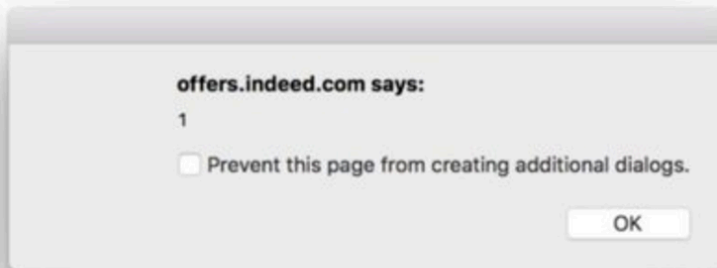 offers.indeed.com says:
1
Prevent this page from creating additional dialogs.
OK